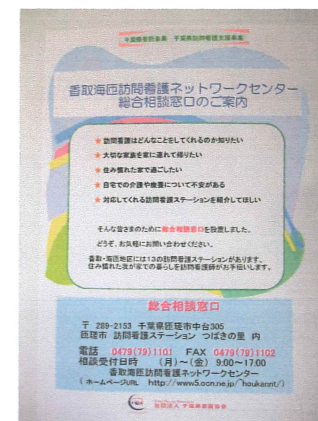 千葉県委託事業　千葉県訪問看護支援事業
香取海匝訪問看護ネットワークセンター
総合相談窓口のご案内
★ 訪問看護はどんなことをしてくれるのか知りたい
★ 大切な家族を家に連れて帰りたい
★ 住み慣れた家で過ごしたい
★ 自宅での介護や療養について不安がある
★ 対応してくれる訪問看護ステーションを紹介してほしい
そんな皆さまのために総合相談窓口を設置しました。
どうぞ、お気軽にお問い合わせください。
香取・海匝地区には13の訪問看護ステーションがあります。
住み慣れた我が家での暮らしを訪問看護師がお手伝いします。
総合相談窓口
〒 289-2153 千葉県匝瑳市中台305
匝瑳市 訪問看護ステーション つばきの里 内
電話 0479(79)1101 FAX 0479(79)1102
相談受付日時 (月)～(金) 9:00～17:00
香取海匝訪問看護ネットワークセンター
( ホームページURL http://www5.ocn.ne.jp/~houkannt/)
社団法人 千葉県看護協会